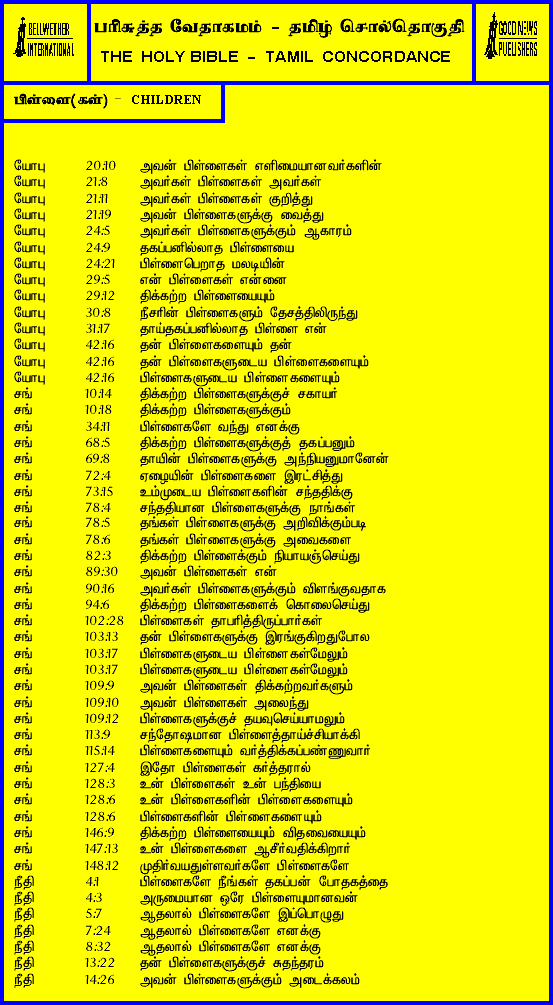 BELLWETHER
INTERNATIONAL
பரிசுத்த வேதாகமம் - தமிழ் சொல்தொகுதி
THE HOLY BIBLE - TAMIL CONCORDANCE
GOOD NEWS
PUBLISHERS
பிள்ளை(கள்) - CHILDREN
யோபு 20:10 அவன் பிள்ளைகள் எளிமையானவர்களின்
யோபு 21:8 அவர்கள் பிள்ளைகள் அவர்கள்
யோபு 21:11 அவர்கள் பிள்ளைகள் குறித்து
யோபு 21:19 அவன் பிள்ளைகளுக்கு வைத்து
யோபு 24:5 அவர்கள் பிள்ளைகளுக்கும் ஆகாரம்
யோபு 24:9 தகப்பனில்லாத பிள்ளையை
யோபு 24:21 பிள்ளைபெறாத மலடியின்
யோபு 29:5 என் பிள்ளைகள் என்னை
யோபு 29:12 திக்கற்ற பிள்ளையையும்
யோபு 30:8 நீசரின் பிள்ளைகளும் தேசத்திலிருந்து
யோபு 31:17 தாய்தகப்பனில்லாத பிள்ளை என்
யோபு 42:16 தன் பிள்ளைகளையும் தன்
யோபு 42:16 தன் பிள்ளைகளுடைய பிள்ளைகளையும்
யோபு 42:16 பிள்ளைகளுடைய பிள்ளைகளையும்
சங் 10:14 திக்கற்ற பிள்ளைகளுக்குச் சகாயர்
சங் 10:18 திக்கற்ற பிள்ளைகளுக்கும்
சங் 34:11 பிள்ளைகளே வந்து எனக்கு
சங் 68:5 திக்கற்ற பிள்ளைகளுக்குத் தகப்பனும்
சங் 69:8 தாயின் பிள்ளைகளுக்கு அந்நியனுமானேன்
சங் 72:4 ஏழையின் பிள்ளைகளை இரட்சித்து
சங் 73:15 உம்முடைய பிள்ளைகளின் சந்ததிக்கு
சங் 78:4 சந்ததியான பிள்ளைகளுக்கு நாங்கள்
சங் 78:5 தங்கள் பிள்ளைகளுக்கு அறிவிக்கும்படி
சங் 78:6 தங்கள் பிள்ளைகளுக்கு அவைகளை
சங் 82:3 திக்கற்ற பிள்ளைக்கும் நியாயஞ்செய்து
சங் 89:30 அவன் பிள்ளைகள் என்
சங் 90:16 அவர்கள் பிள்ளைகளுக்கும் விளங்குவதாக
சங் 94:6 திக்கற்ற பிள்ளைகளைக் கொலைசெய்து
சங் 102:28 பிள்ளைகள் தாபரித்திருப்பார்கள்
சங் 103:13 தன் பிள்ளைகளுக்கு இரங்குகிறதுபோல
சங் 103:17 பிள்ளைகளுடைய பிள்ளைகள்மேலும்
சங் 103:17 பிள்ளைகளுடைய பிள்ளைகள்மேலும்
சங் 109:9 அவன் பிள்ளைகள் திக்கற்றவர்களும்
சங் 109:10 அவன் பிள்ளைகள் அலைந்து
சங் 109:12 பிள்ளைகளுக்குச் தயவுசெய்யாமலும்
சங் 113:9 சந்தோஷமான பிள்ளைத்தாய்ச்சியாக்கி
சங் 115:14 பிள்ளைகளையும் வர்த்திக்கப்பண்ணுவார்
சங் 127:4 இதோ பிள்ளைகள் கர்த்தரால்
சங் 128:3 உன் பிள்ளைகள் உன் பந்தியை
சங் 128:6 உன் பிள்ளைகளின் பிள்ளைகளையும்
சங் 128:6 பிள்ளைகளின் பிள்ளைகளையும்
சங் 146:9 திக்கற்ற பிள்ளையையும் விதவையையும்
சங் 147:13 உன் பிள்ளைகளை ஆசீர்வதிக்கிறார்
சங் 148:12 முதிர்வயதுள்ளவர்களே பிள்ளைகளே
நீதி 4:1 பிள்ளைகளே நீங்கள் தகப்பன் போதகத்தை
நீதி 4:3 அருமையான ஒரே பிள்ளையுமானவன்
நீதி 5:7 ஆதலால் பிள்ளைகளே இப்பொழுது
நீதி 7:24 ஆதலால் பிள்ளைகளே எனக்கு
நீதி 8:32 ஆதலால் பிள்ளைகளே எனக்கு
நீதி 13:22 தன் பிள்ளைகளுக்குச் சுதந்தரம்
நீதி 14:26 அவன் பிள்ளைகளுக்கும் அடைக்கலம்